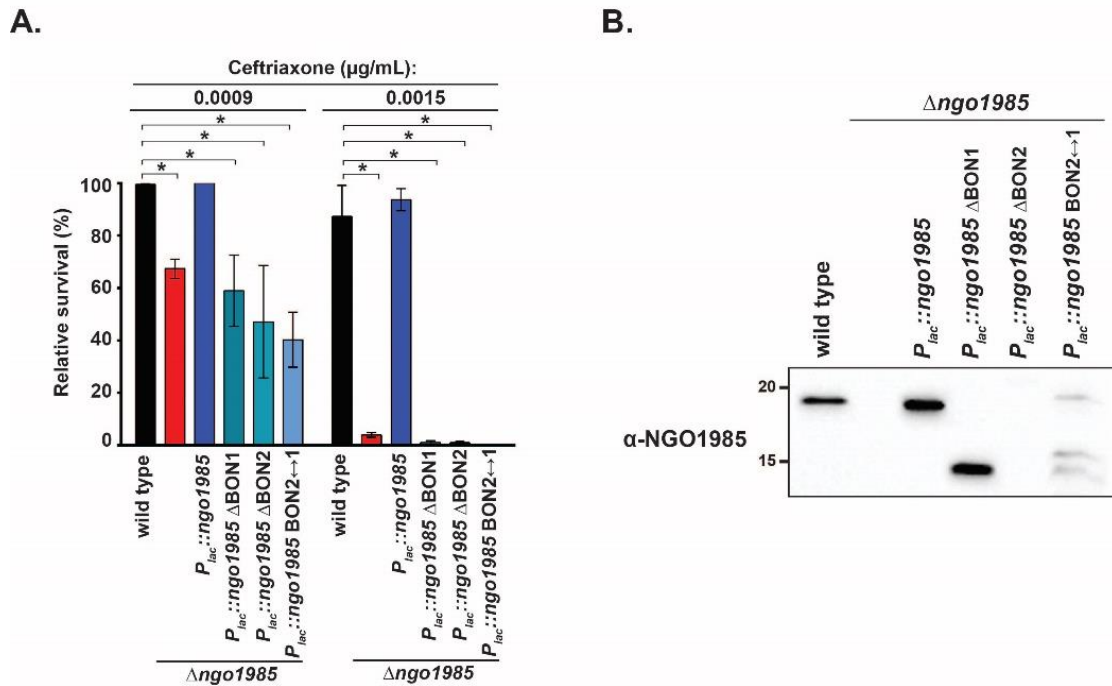 A.
Ceftriaxone (µg/mL):
0.0009 0.0015
* *
* *
* *
* *
Relative survival (%)
100
80
60
40
20
0
wild type
Plac::ngo1985
Plac::ngo1985 ΔBON1
Plac::ngo1985 ΔBON2
Plac::ngo1985 BON2↔1
wild type
Plac::ngo1985
Plac::ngo1985 ΔBON1
Plac::ngo1985 ΔBON2
Plac::ngo1985 BON2↔1
Δngo1985 Δngo1985
B.
Δngo1985
wild type
Plac::ngo1985
Plac::ngo1985 ΔBON1
Plac::ngo1985 ΔBON2
Plac::ngo1985 BON2↔1
20
α-NGO1985
15